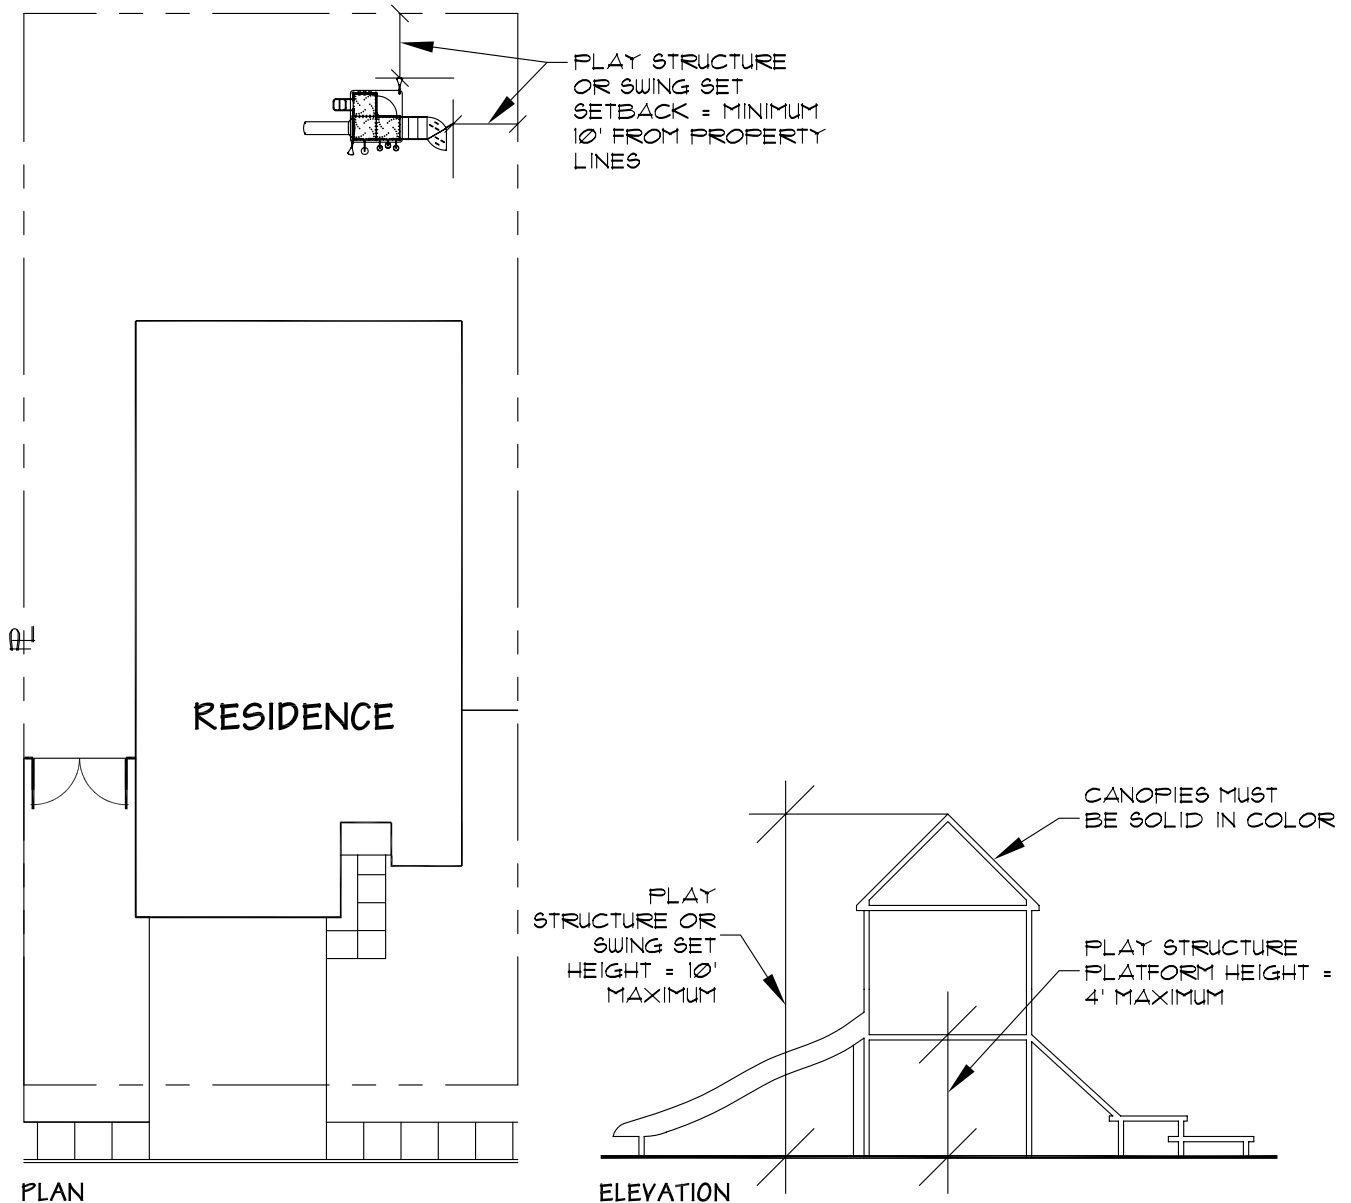 PLAY STRUCTURE
OR SWING SET
SETBACK = MINIMUM
10' FROM PROPERTY
LINES
PL
RESIDENCE
CANOPIES MUST
BE SOLID IN COLOR
PLAY
STRUCTURE OR
SWING SET
HEIGHT = 10'
MAXIMUM
PLAY STRUCTURE
PLATFORM HEIGHT =
4' MAXIMUM
PLAN
ELEVATION